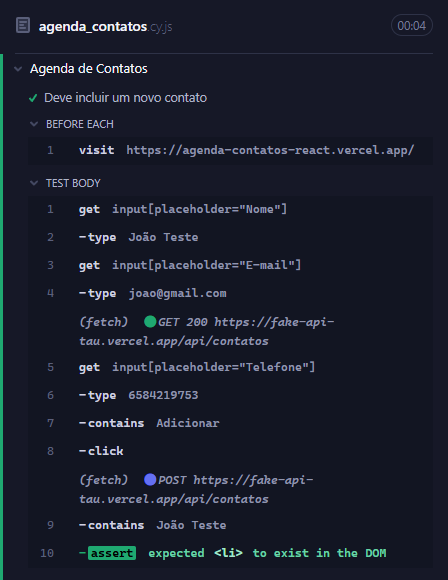 agenda_contatos.cy.js 00:04
Agenda de Contatos
Deve incluir um novo contato
BEFORE EACH
1 visit https://agenda-contatos-react.vercel.app/
TEST BODY
1 get input[placeholder="Nome"]
2 -type João Teste
3 get input[placeholder="E-mail"]
4 -type joao@gmail.com
(fetch) GET 200 https://fake-api-
tau.vercel.app/api/contatos
5 get input[placeholder="Telefone"]
6 -type 6584219753
7 -contains Adicionar
8 -click
(fetch) POST https://fake-api-
tau.vercel.app/api/contatos
9 -contains João Teste
10 -assert expected <li> to exist in the DOM